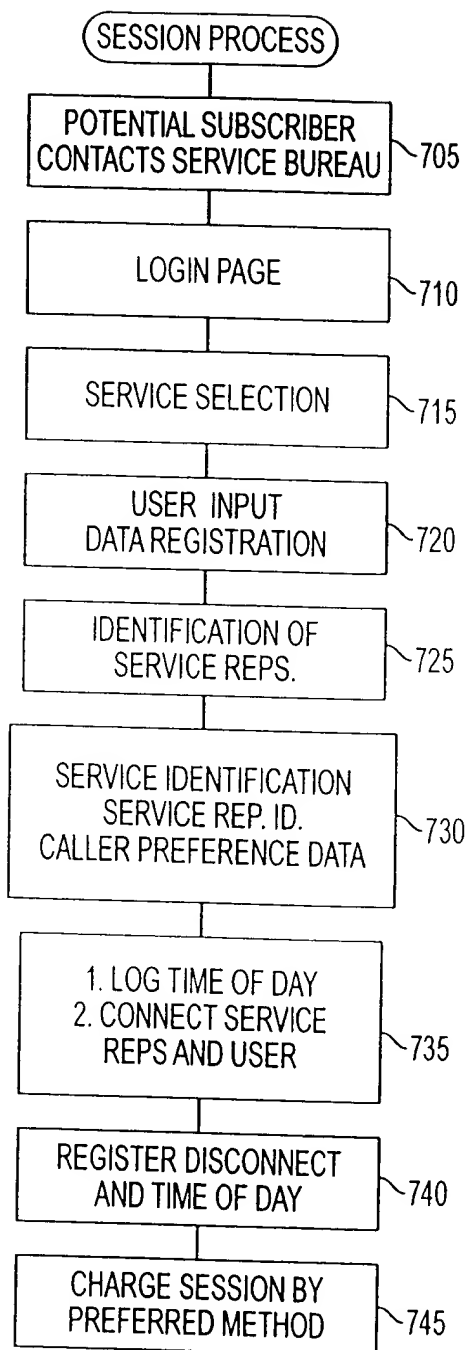 SESSION PROCESS
POTENTIAL SUBSCRIBER
CONTACTS SERVICE BUREAU
705
LOGIN PAGE
710
SERVICE SELECTION
715
USER INPUT
DATA REGISTRATION
720
IDENTIFICATION OF
SERVICE REPS.
725
SERVICE IDENTIFICATION
SERVICE REP. ID.
CALLER PREFERENCE DATA
730
1. LOG TIME OF DAY
2. CONNECT SERVICE
REPS AND USER
735
REGISTER DISCONNECT
AND TIME OF DAY
740
CHARGE SESSION BY
PREFERRED METHOD
745